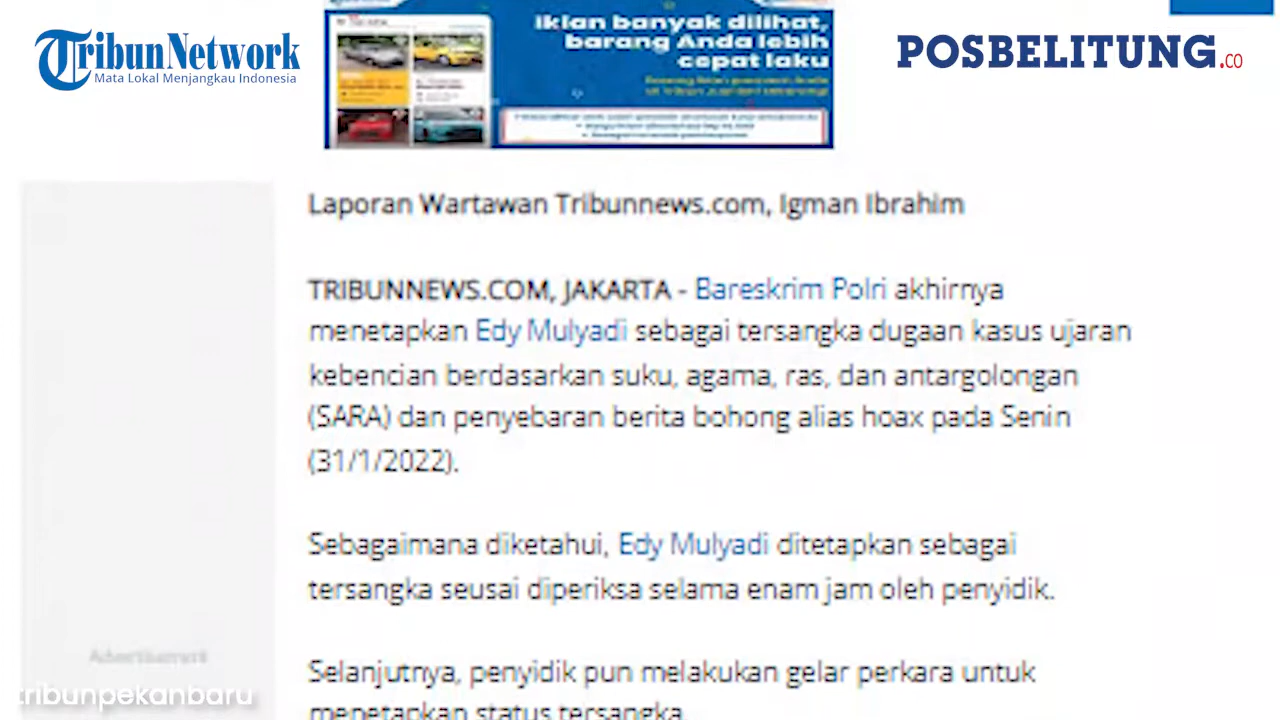 TribunNetwork
Mata Lokal Menjangkau Indonesia
iklan banyak dilihat,
barang Anda lebih
cepat laku
POSBELITUNG.co
Laporan Wartawan Tribunnews.com, Igman Ibrahim
TRIBUNNEWS.COM, JAKARTA - Bareskrim Polri akhirnya
menetapkan Edy Mulyadi sebagai tersangka dugaan kasus ujaran
kebencian berdasarkan suku, agama, ras, dan antargolongan
(SARA) dan penyebaran berita bohong alias hoax pada Senin
(31/1/2022).
Sebagaimana diketahui, Edy Mulyadi ditetapkan sebagai
tersangka seusai diperiksa selama enam jam oleh penyidik.
Advertisement
Selanjutnya, penyidik pun melakukan gelar perkara untuk
tribunpekanbaru
menetapkan status tersangka.